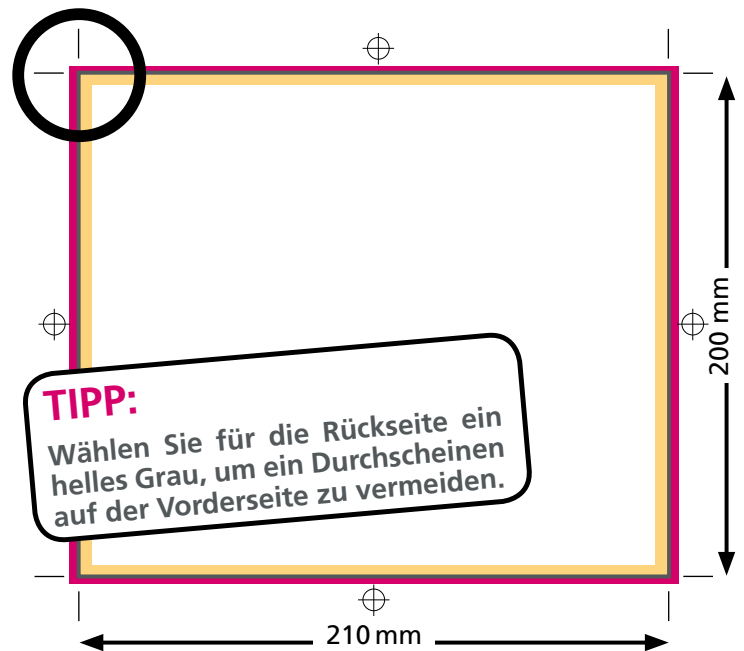 200 mm
TIPP:
Wählen Sie für die Rückseite ein
helles Grau, um ein Durchscheinen
auf der Vorderseite zu vermeiden.
210 mm